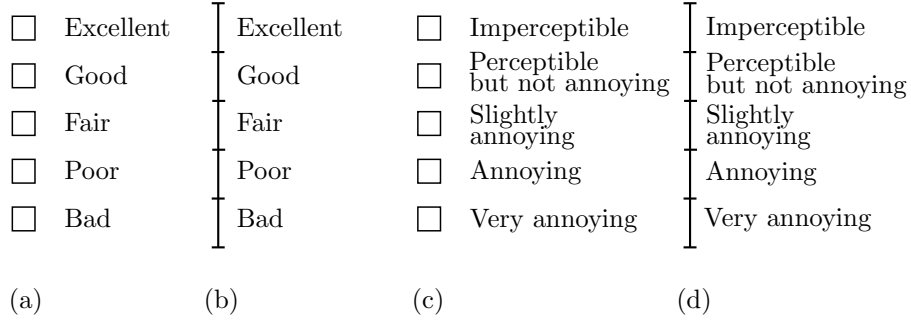 Excellent
Good
Fair
Poor
Bad
(a)
Excellent
Good
Fair
Poor
Bad
(b)
Imperceptible
Perceptible
but not annoying
Slightly
annoying
Annoying
Very annoying
(c)
Imperceptible
Perceptible
but not annoying
Slightly
annoying
Annoying
Very annoying
(d)